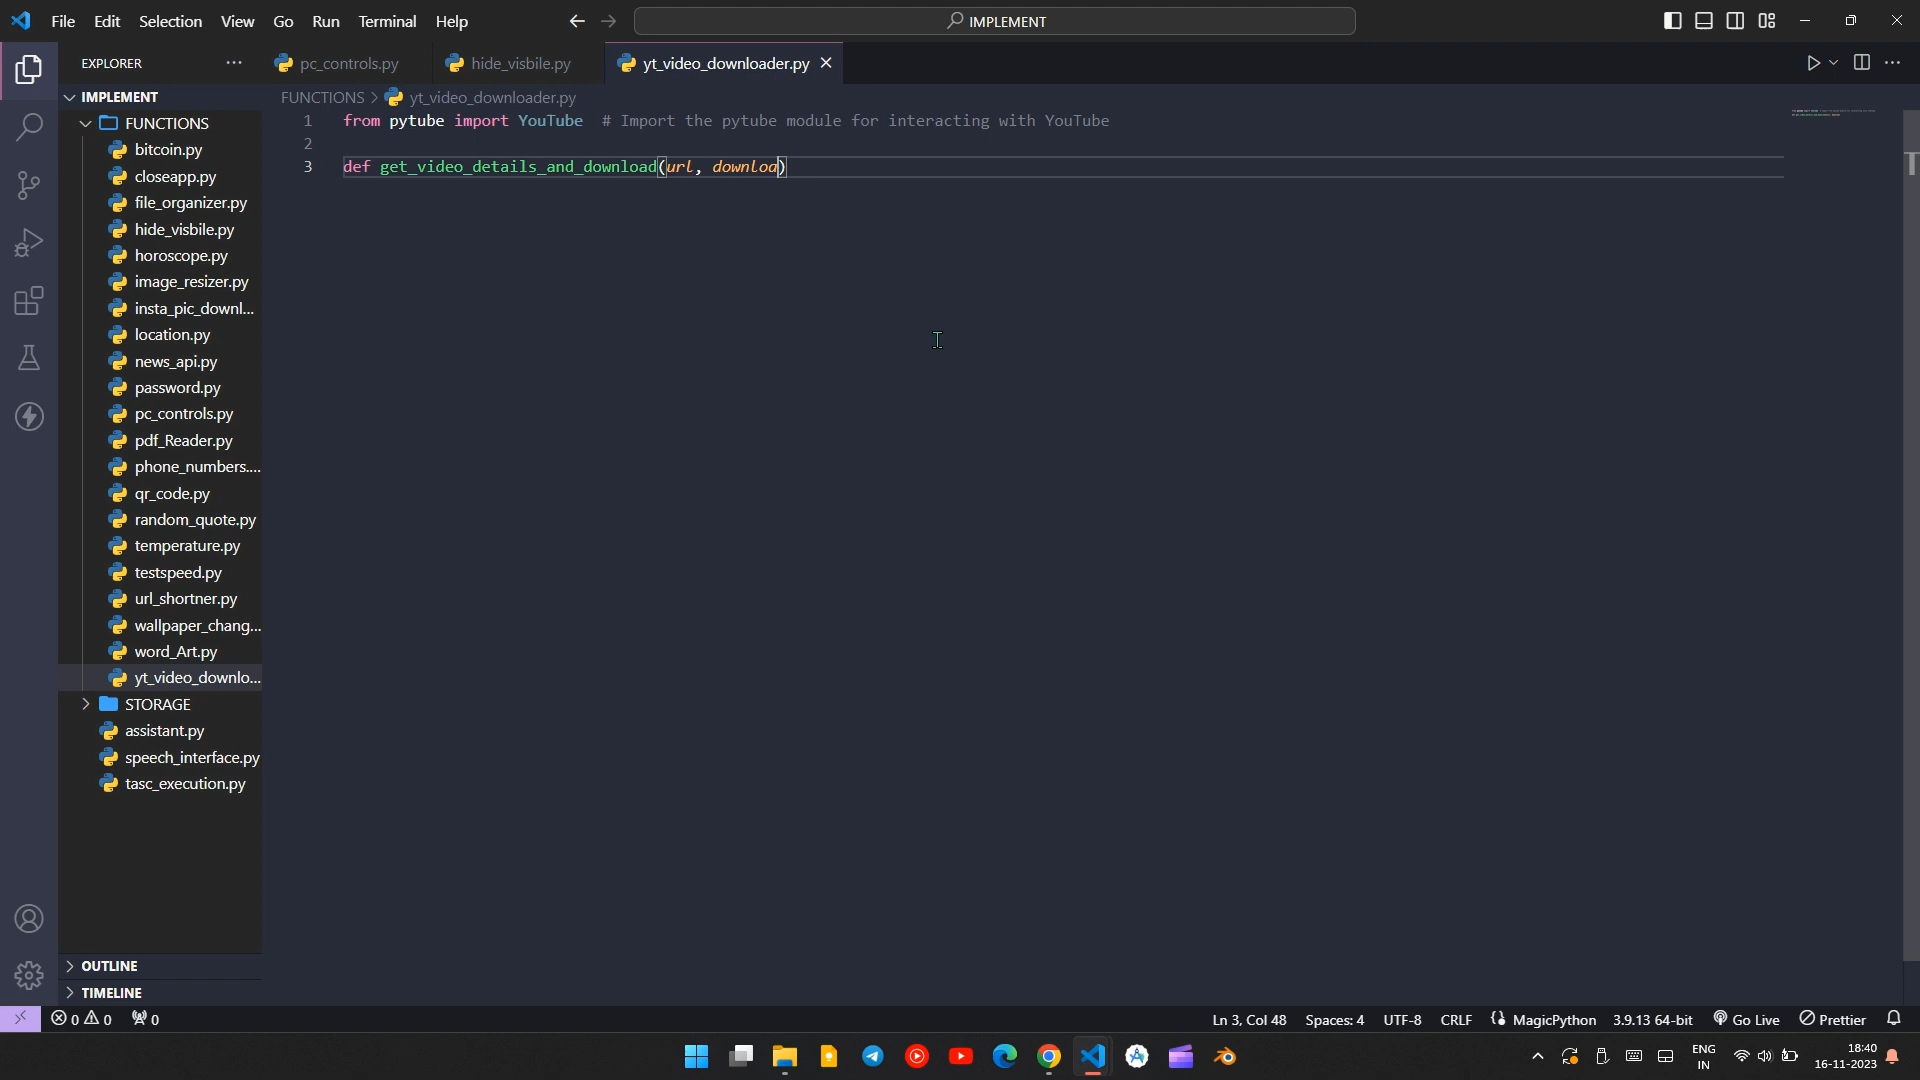 File Edit Selection View Go Run Terminal Help
IMPLEMENT
EXPLORER
pc_controls.py
hide_visbile.py
yt_video_downloader.py
IMPLEMENT
FUNCTIONS > yt_video_downloader.py
FUNCTIONS
bitcoin.py
closeapp.py
file_organizer.py
hide_visbile.py
horoscope.py
image_resizer.py
insta_pic_downl...
location.py
news_api.py
password.py
pc_controls.py
pdf_Reader.py
phone_numbers....
qr_code.py
random_quote.py
temperature.py
testspeed.py
url_shortner.py
wallpaper_chang...
word_Art.py
yt_video_downlo...
STORAGE
assistant.py
speech_interface.py
tasc_execution.py
OUTLINE
TIMELINE
1 from pytube import YouTube # Import the pytube module for interacting with YouTube
2
3 def get_video_details_and_download(url, downloa)
0 0 0
Ln 3, Col 48 Spaces: 4 UTF-8 CRLF MagicPython 3.9.13 64-bit Go Live Prettier
ENG
IN
18:40
16-11-2023